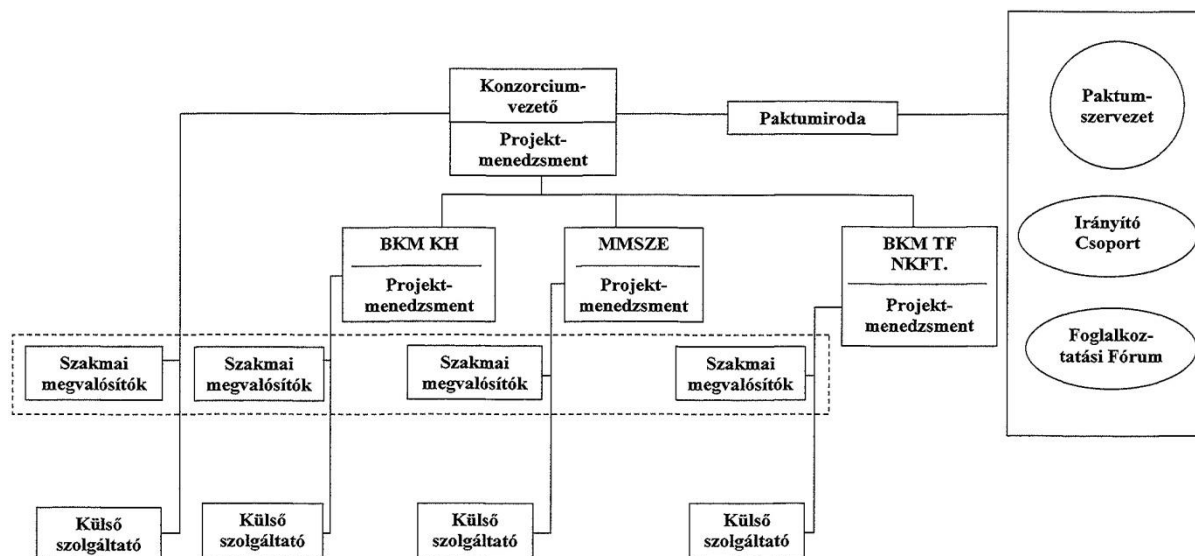 Konzorcium-
vezető
Projekt-
menedzsment
Paktumiroda
Paktum-
szervezet
Irányító
Csoport
Foglalkoz-
tatási Fórum
BKM KH
Projekt-
menedzsment
MMSZE
Projekt-
menedzsment
BKM TF
NKFT.
Projekt-
menedzsment
Szakmai
megvalósítók
Szakmai
megvalósítók
Szakmai
megvalósítók
Szakmai
megvalósítók
Külső
szolgáltató
Külső
szolgáltató
Külső
szolgáltató
Külső
szolgáltató